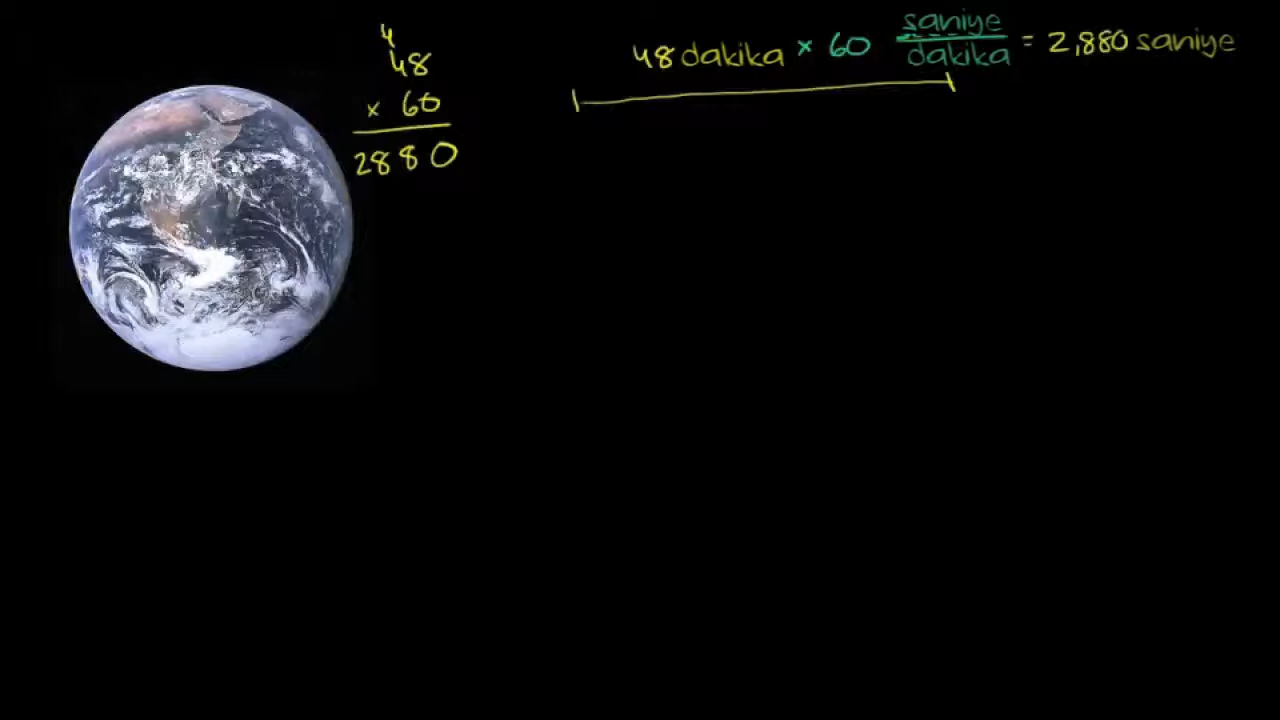 4
48
× 60
2880
48 dakika × 60 saniye/dakika = 2,880 saniye